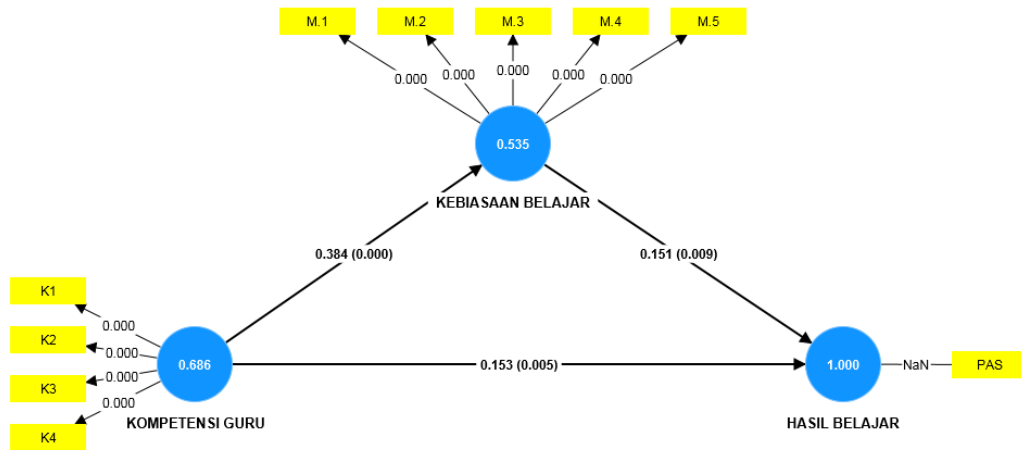 M.1
M.2
M.3
M.4
M.5
0.000
0.000
0.000
0.000
0.000
0.535
KEBIASAAN BELAJAR
0.384 (0.000)
0.151 (0.009)
K1
K2
K3
K4
0.000
0.000
0.000
0.000
0.686
KOMPETENSI GURU
0.153 (0.005)
1.000
HASIL BELAJAR
NaN
PAS